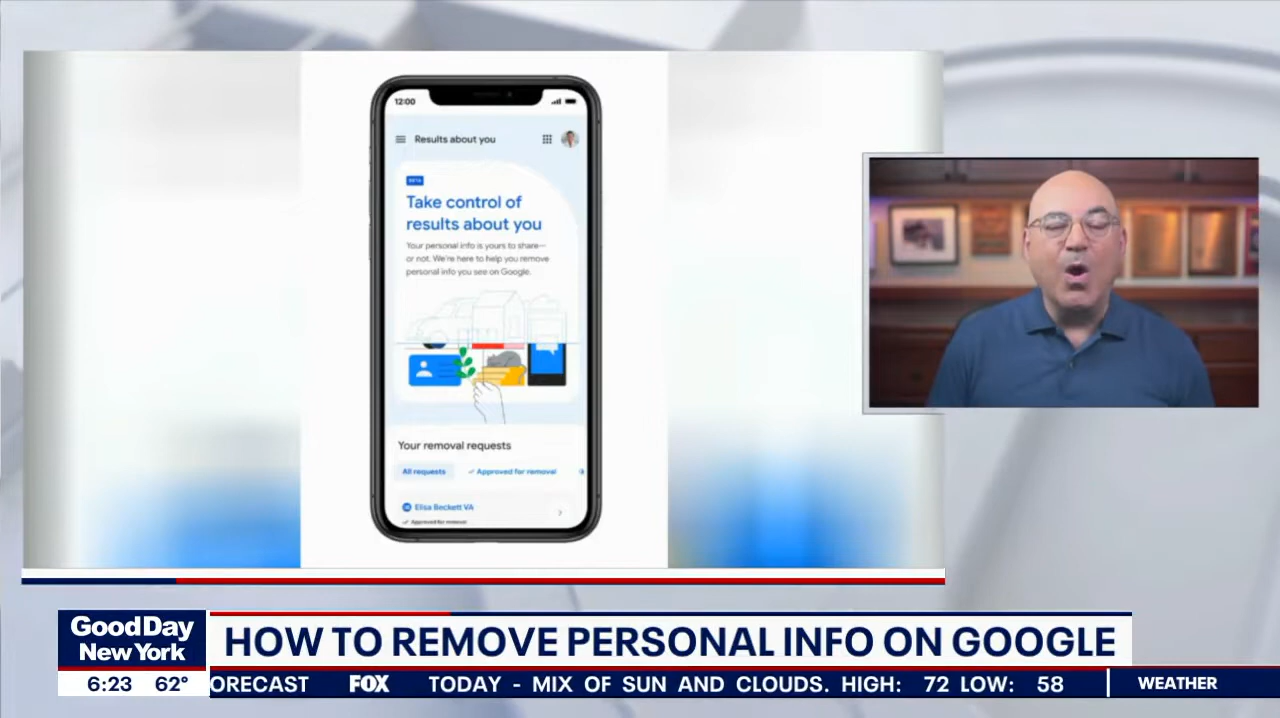 12:00
Results about you
BETA
Take control of
results about you
Your personal info is yours to share—
or not. We're here to help you remove
personal info you see on Google.
Your removal requests
All requests
Approved for removal
Elisa Beckett VA
Approved for removal
GoodDay
New York
HOW TO REMOVE PERSONAL INFO ON GOOGLE
6:23 62°
ORECAST FOX TODAY - MIX OF SUN AND CLOUDS. HIGH: 72 LOW: 58
WEATHER